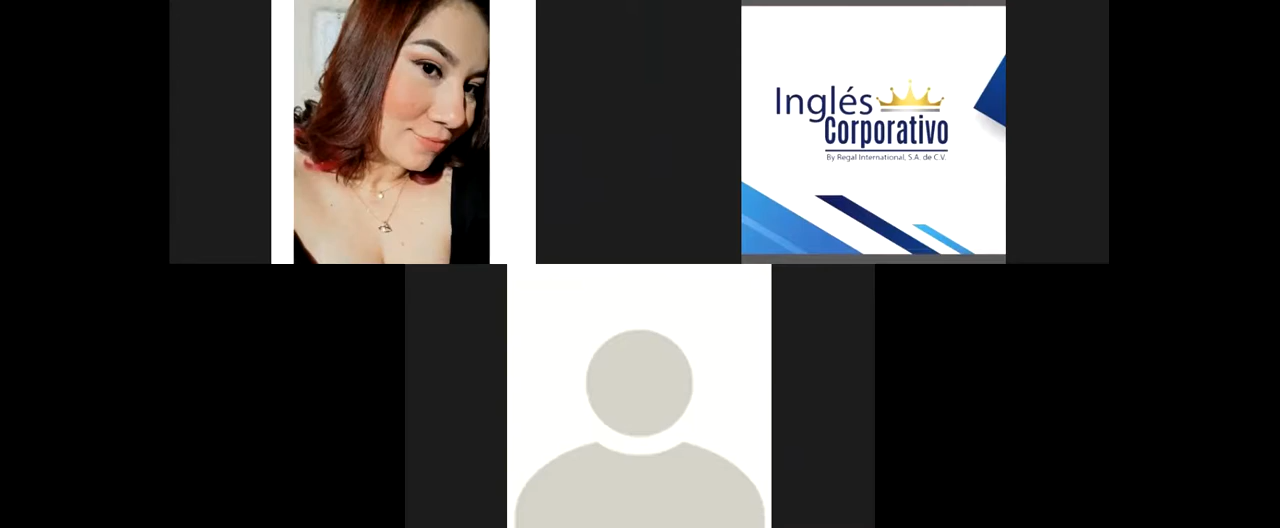 Inglés
Corporativo
By Regal International, S.A. de C.V.